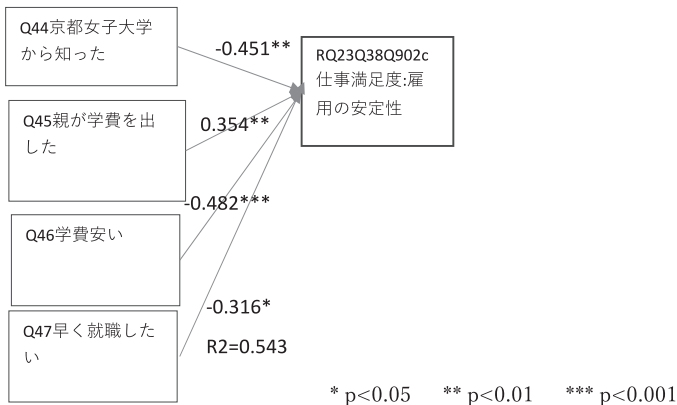 Q44京都女子大学
から知った
-0.451**
RQ23Q38Q902c
仕事満足度:雇
用の安定性
Q45親が学費を出
した
0.354**
-0.482***
Q46学費安い
-0.316*
Q47早く就職した
い
R2=0.543
* p<0.05 ** p<0.01 *** p<0.001